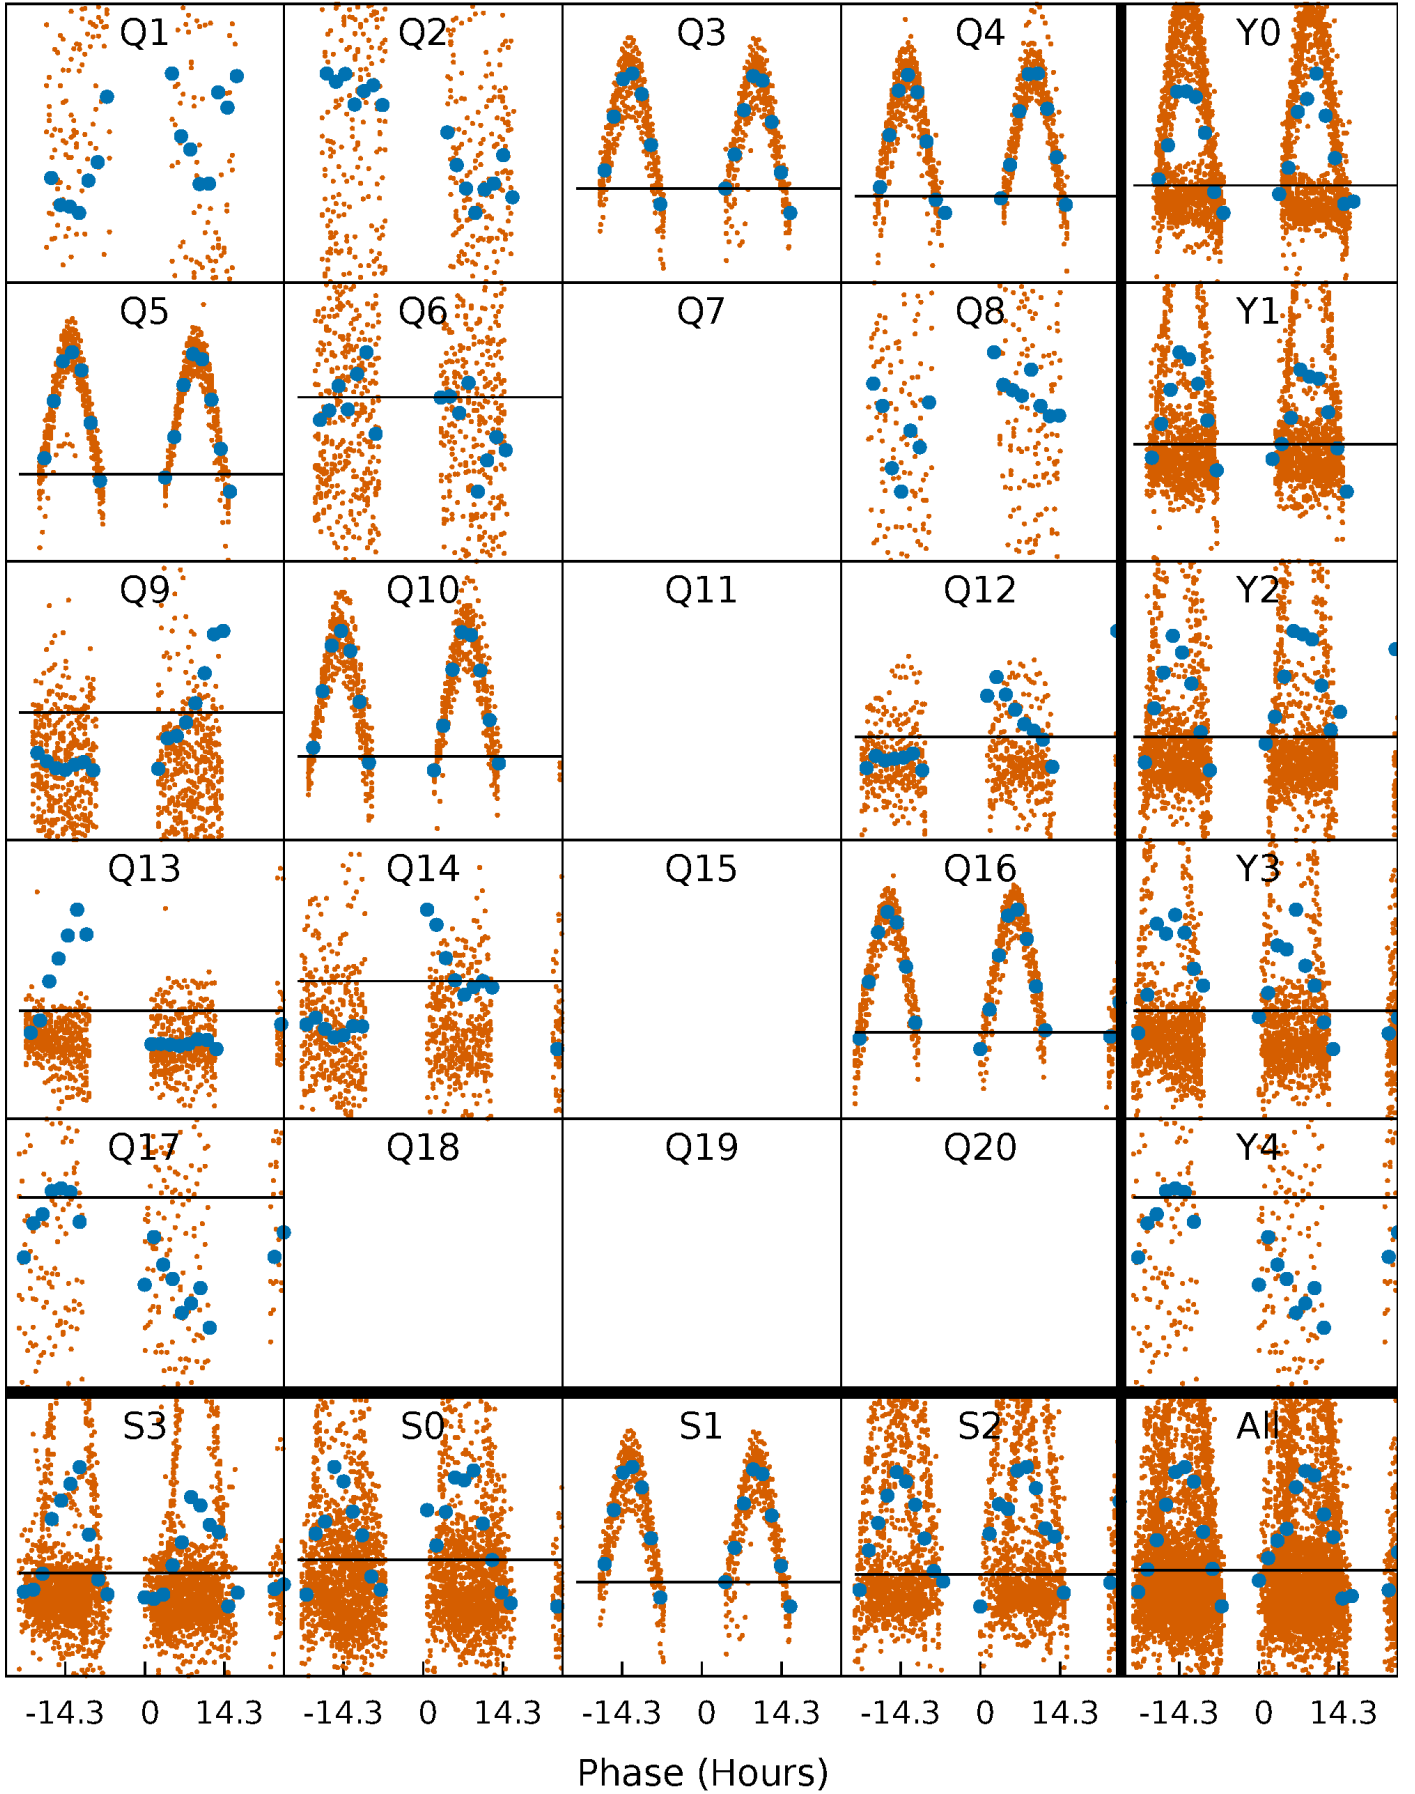 Q1 Q2 Q3 Q4 Y0
Q5 Q6 Q7 Q8 Y1
Q9 Q10 Q11 Q12 Y2
Q13 Q14 Q15 Q16 Y3
Q17 Q18 Q19 Q20 Y4
S3 S0 S1 S2 All
-14.3 0 14.3 -14.3 0 14.3 -14.3 0 14.3 -14.3 0 14.3 -14.3 0 14.3
Phase (Hours)